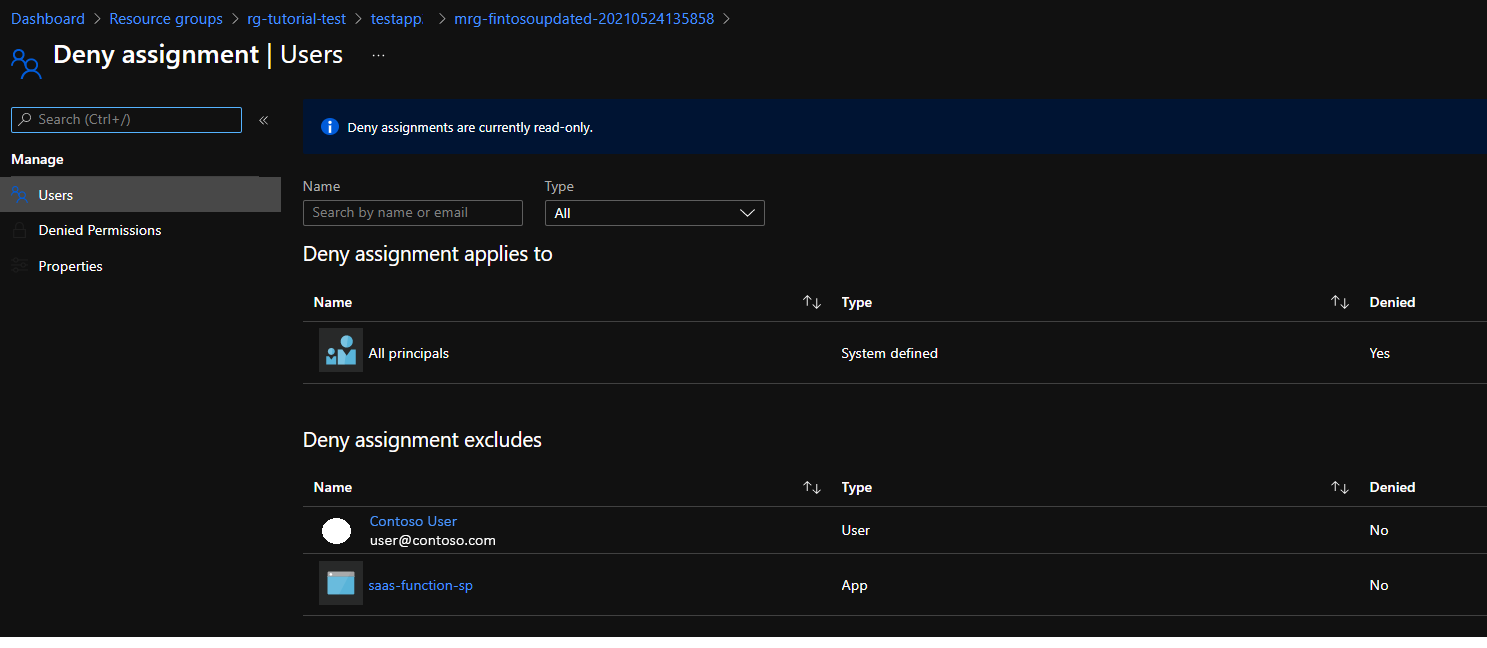 Dashboard > Resource groups > rg-tutorial-test > testapp. > mrg-fintosoupdated-20210524135858 >
Deny assignment | Users ...
Search (Ctrl+/) «
Deny assignments are currently read-only.
Manage
Users
Denied Permissions
Properties
Name Type
Search by name or email All
Deny assignment applies to
Name Type Denied
All principals System defined Yes
Deny assignment excludes
Name Type Denied
Contoso User
user@contoso.com User No
saas-function-sp App No